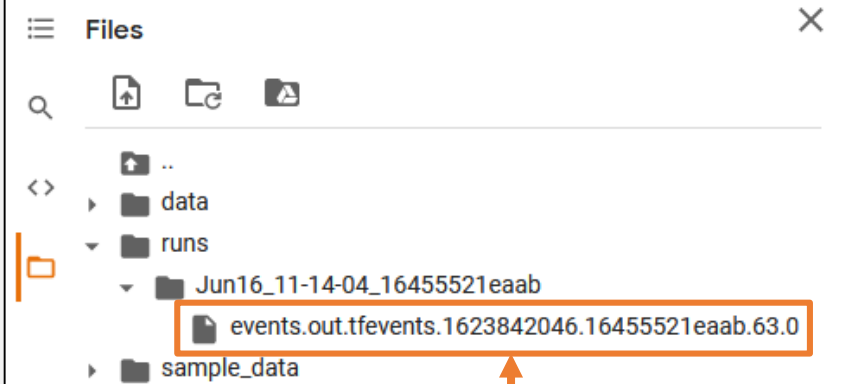 Files
..
data
runs
Jun16_11-14-04_16455521eaab
events.out.tfevents.1623842046.16455521eaab.63.0
sample_data